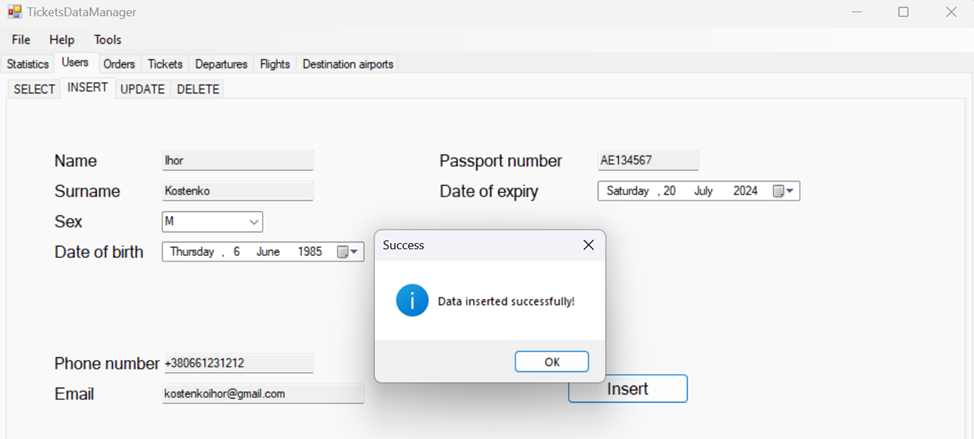 TicketsDataManager
File Help Tools
Statistics Users Orders Tickets Departures Flights Destination airports
SELECT INSERT UPDATE DELETE
Name Ihor Passport number AE134567
Surname Kostenko Date of expiry Saturday , 20 July 2024
Sex M
Date of birth Thursday , 6 June 1985
Success
Data inserted successfully!
OK
Phone number +380661231212
Email kostenkoihor@gmail.com
Insert